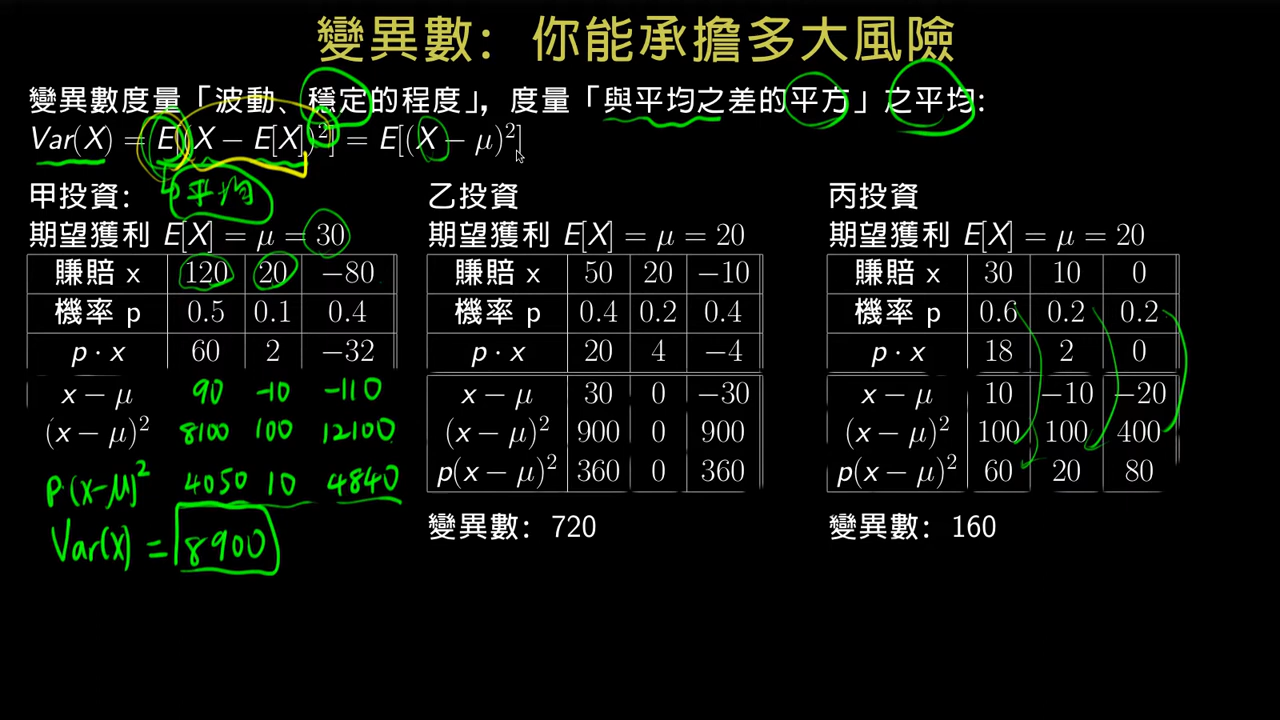 變異數：你能承擔多大風險
變異數度量「波動、穩定的程度」，度量「與平均之差的平方」之平均：
Var(X) = E[(X − E[X])²] = E[(X − μ)²]
平均
甲投資：
期望獲利 E[X] = μ = 30
賺賠 x 120 20 −80
機率 p 0.5 0.1 0.4
p · x 60 2 −32
x − μ 90 -10 -110
(x − μ)² 8100 100 12100
P(x-μ)² 4050 10 4840
Var(X) = 8900
乙投資
期望獲利 E[X] = μ = 20
賺賠 x 50 20 −10
機率 p 0.4 0.2 0.4
p · x 20 4 −4
x − μ 30 0 −30
(x − μ)² 900 0 900
p(x − μ)² 360 0 360
變異數：720
丙投資
期望獲利 E[X] = μ = 20
賺賠 x 30 10 0
機率 p 0.6 0.2 0.2
p · x 18 2 0
x − μ 10 −10 −20
(x − μ)² 100 100 400
p(x − μ)² 60 20 80
變異數：160